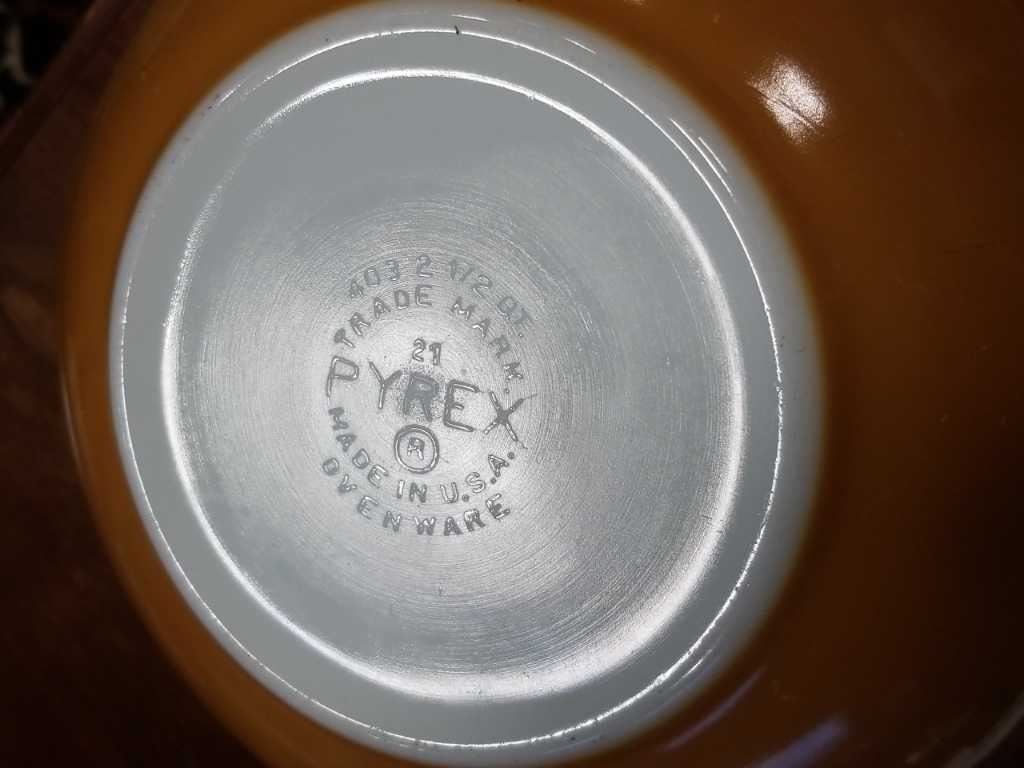 403 2 1/2 QT.
TRADE MARK
21
PYREX
®
MADE IN U.S.A.
OVENWARE